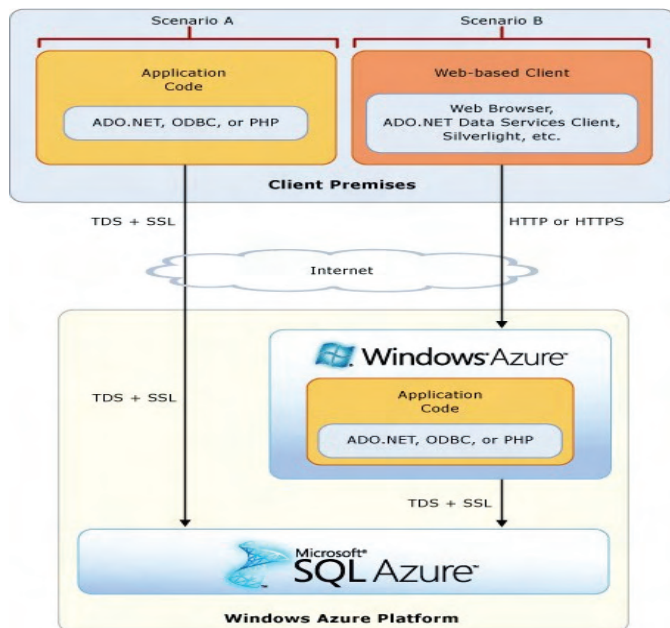 Scenario A
Scenario B
Application
Code
ADO.NET, ODBC, or PHP
Web-based Client
Web Browser,
ADO.NET Data Services Client,
Silverlight, etc.
Client Premises
TDS + SSL
HTTP or HTTPS
Internet
Windows Azure™
Application
Code
ADO.NET, ODBC, or PHP
TDS + SSL
TDS + SSL
Microsoft®
SQL Azure™
Windows Azure Platform